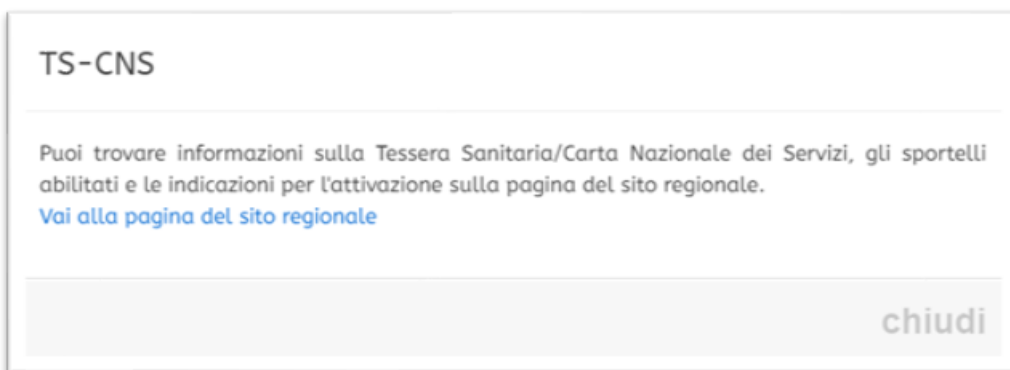 TS-CNS
Puoi trovare informazioni sulla Tessera Sanitaria/Carta Nazionale dei Servizi, gli sportelli
abilitati e le indicazioni per l'attivazione sulla pagina del sito regionale.
Vai alla pagina del sito regionale
chiudi